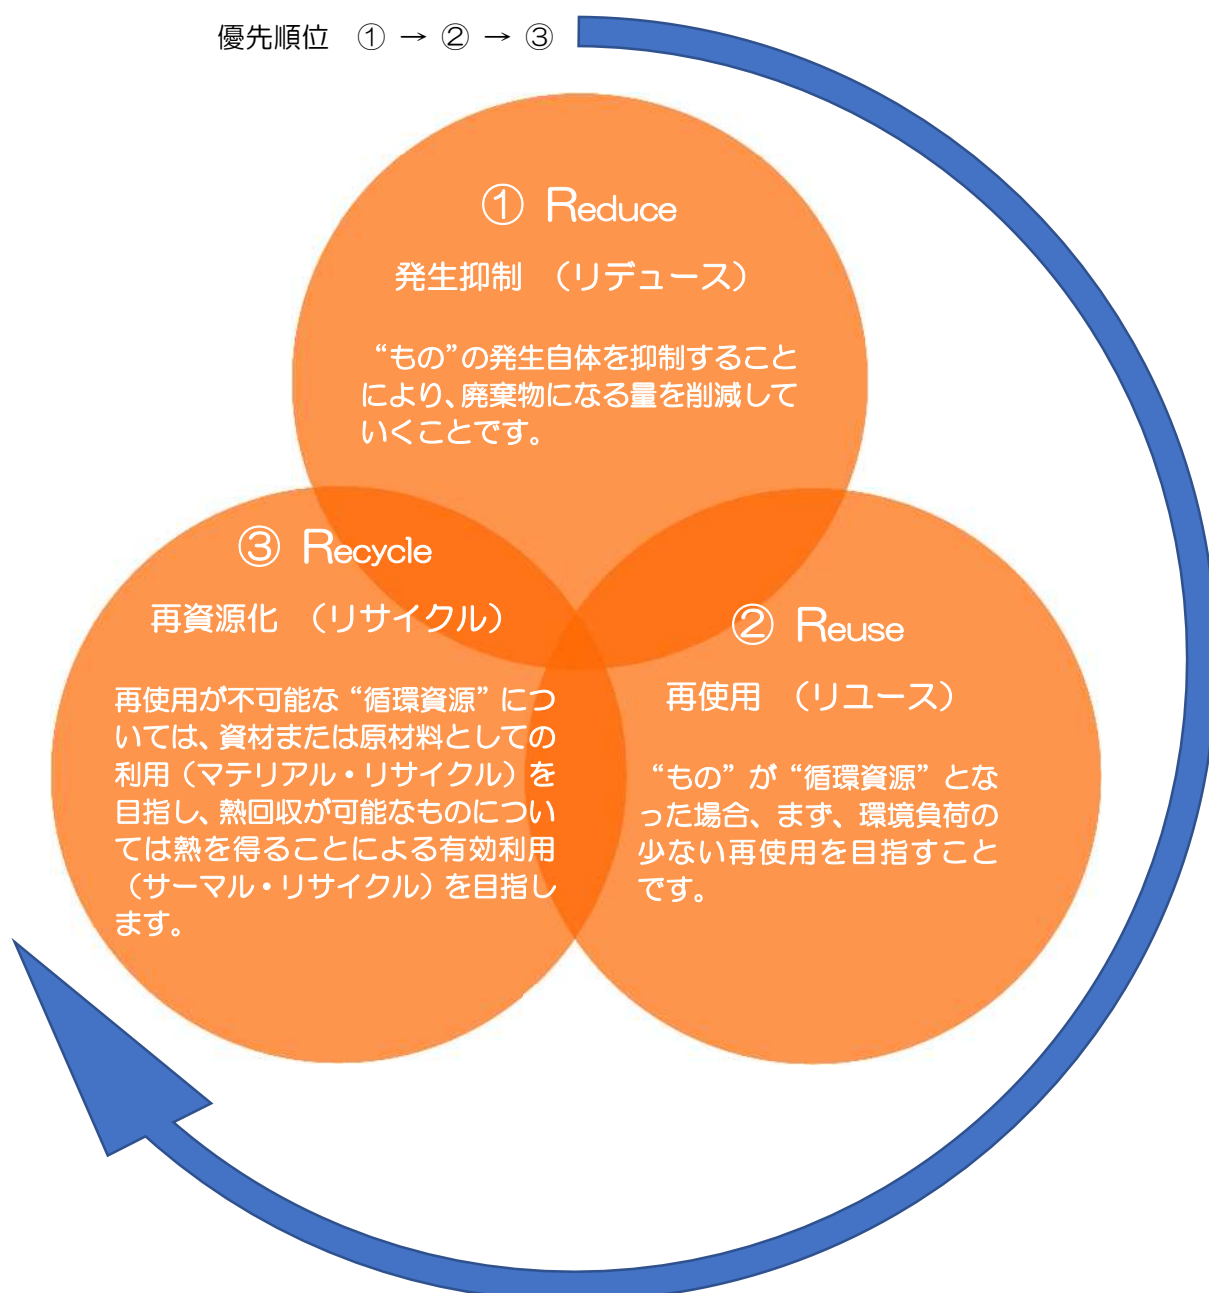 優先順位　① → ② → ③
① Reduce
発生抑制　（リデュース）
“もの”の発生自体を抑制すること
により、廃棄物になる量を削減して
いくことです。
② Reuse
再使用　（リユース）
“もの” が “循環資源” とな
った場合、まず、環境負荷の
少ない再使用を目指すこと
です。
③ Recycle
再資源化　（リサイクル）
再使用が不可能な “循環資源” につ
いては、資材または原材料としての
利用（マテリアル・リサイクル）を
目指し、熱回収が可能なものについ
ては熱を得ることによる有効利用
（サーマル・リサイクル）を目指し
ます。